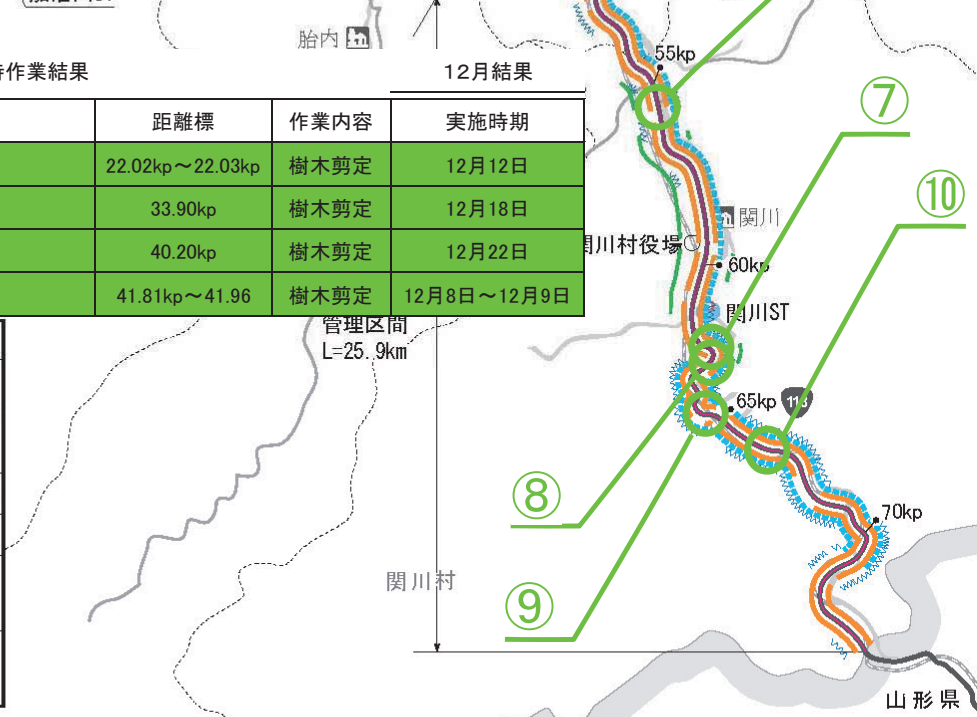 胎内
55kp
持作業結果 12月結果
距離標 作業内容 実施時期
22.02kp～22.03kp 樹木剪定 12月12日
33.90kp 樹木剪定 12月18日
40.20kp 樹木剪定 12月22日
41.81kp～41.96 樹木剪定 12月8日～12月9日
⑦
⑩
関川
関川村役場
60kp
関川ST
管理区間
L=25.9km
65kp
113
⑧
70kp
関川村
⑨
山形県